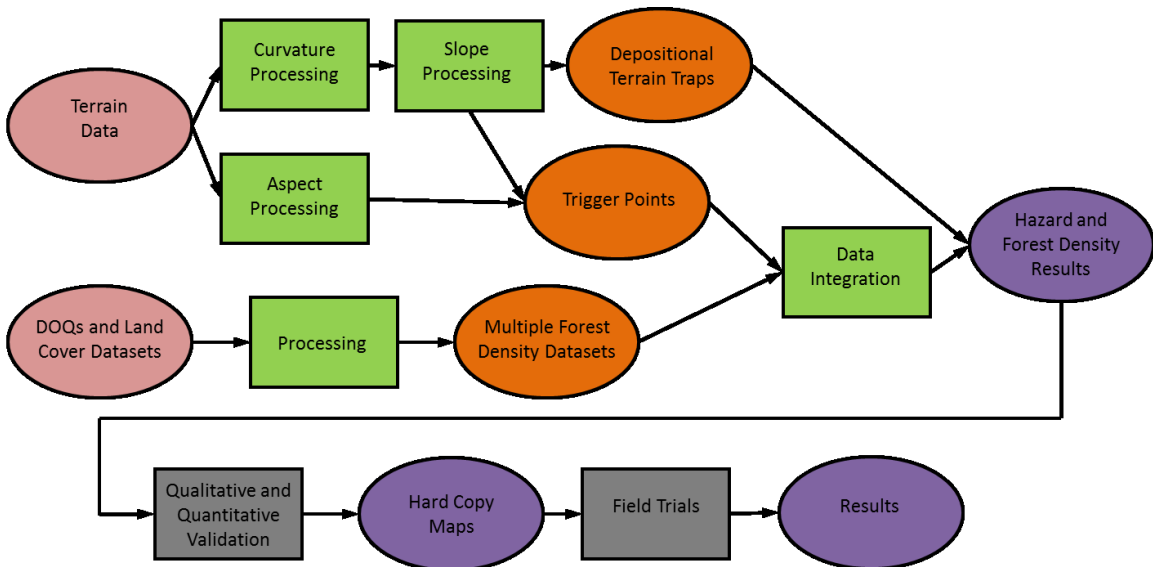 Curvature
Processing
Slope
Processing
Depositional
Terrain Traps
Terrain
Data
Aspect
Processing
Trigger Points
Data
Integration
Hazard and
Forest Density
Results
DOQs and Land
Cover Datasets
Processing
Multiple Forest
Density Datasets
Qualitative and
Quantitative
Validation
Hard Copy
Maps
Field Trials
Results